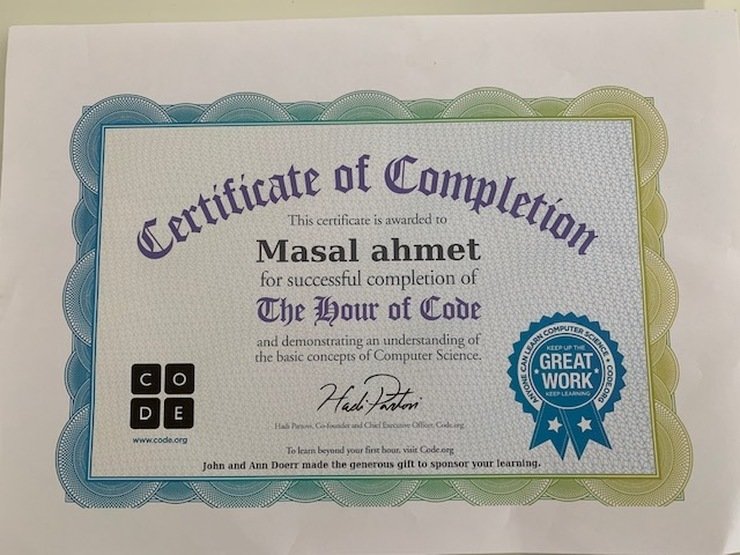 Certificate of Completion
This certificate is awarded to
Masal ahmet
for successful completion of
The Hour of Code
and demonstrating an understanding of
the basic concepts of Computer Science.
C O
D E
www.code.org
Hadi Partovi
Hadi Partovi, Co-founder and Chief Executive Officer, Code.org
ANYONE CAN LEARN COMPUTER SCIENCE • CODE.ORG •
KEEP UP THE
GREAT
WORK
KEEP LEARNING
To learn beyond your first hour, visit Code.org
John and Ann Doerr made the generous gift to sponsor your learning.